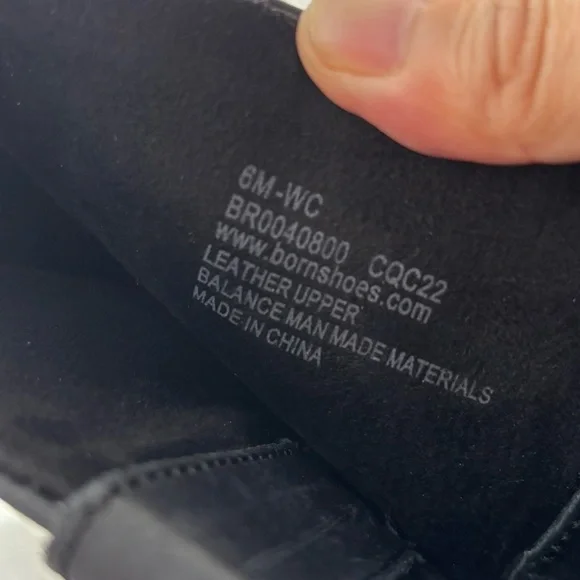 6M-WC
BR0040800 CQC22
www.bornshoes.com
LEATHER UPPER
BALANCE MAN MADE MATERIALS
MADE IN CHINA